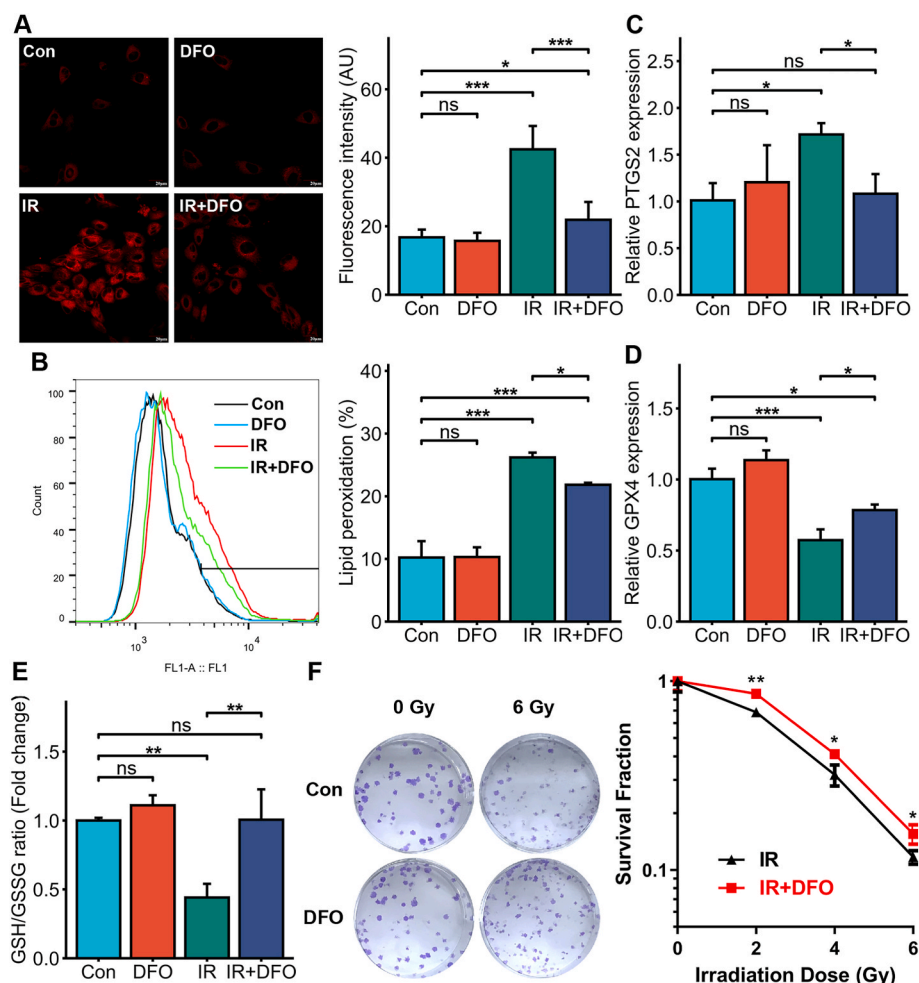 A
Con
DFO
20μm
20μm
IR
IR+DFO
20μm
20μm
Fluorescence intensity (AU)
60
40
20
0
***
*
***
ns
Con DFO IR IR+DFO
C
Relative PTGS2 expression
2.5
2.0
1.5
1.0
0.5
0.0
*
ns
*
ns
Con DFO IR IR+DFO
B
Count
100
80
60
40
20
0
10³ 10⁴
FL1-A :: FL1
Con
DFO
IR
IR+DFO
Lipid peroxidation (%)
40
30
20
10
0
*
***
***
ns
Con DFO IR IR+DFO
D
Relative GPX4 expression
1.5
1.0
0.5
0.0
*
*
***
ns
Con DFO IR IR+DFO
E
GSH/GSSG ratio (Fold change)
1.5
1.0
0.5
0.0
**
ns
**
ns
Con DFO IR IR+DFO
F
0 Gy 6 Gy
Con
DFO
Survival Fraction
1
0.1
**
*
*
IR
IR+DFO
0 2 4 6
Irradiation Dose (Gy)